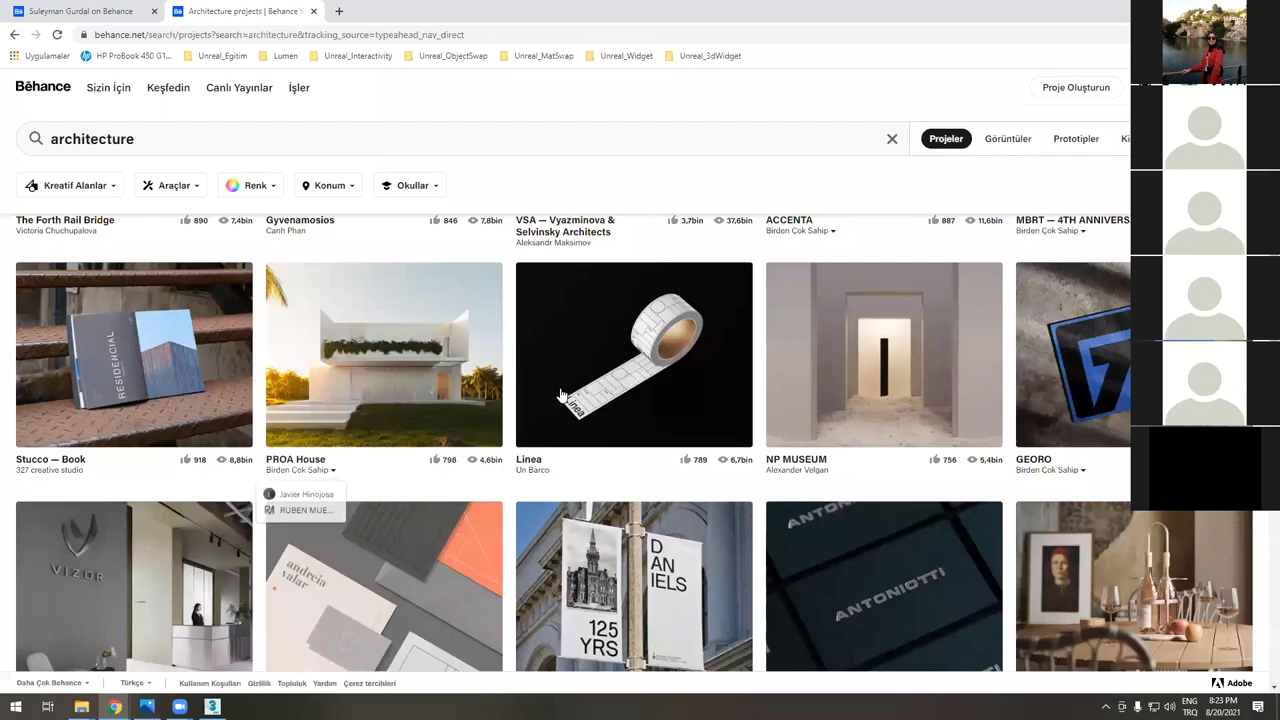 Suleyman Gurdal on Behance
Architecture projects | Behance'te
behance.net/search/projects?search=architecture&tracking_source=typeahead_nav_direct
Uygulamalar
HP ProBook 450 G1...
Unreal_Egitim
Lumen
Unreal_Interactivity
Unreal_ObjectSwap
Unreal_MatSwap
Unreal_Widget
Unreal_3dWidget
Bēhance
Sizin İçin
Keşfedin
Canlı Yayınlar
İşler
Proje Oluşturun
architecture
Projeler
Görüntüler
Prototipler
Kreatif Alanlar
Araçlar
Renk
Konum
Okullar
The Forth Rail Bridge 890 7,4bin
Victoria Chuchupalova
Gyvenamosios 846 7,8bin
Canh Phan
VSA — Vyazminova & 3,7bin 37,6bin
Selvinsky Architects
Aleksandr Maksimov
ACCENTA 887 11,6bin
Birden Çok Sahip
MBRT — 4TH ANNIVERS
Birden Çok Sahip
RESIDENCIAL
Linea
Stucco — Book 918 8,8bin
327 creative studio
PROA House 798 4,6bin
Birden Çok Sahip
Javier Hinojosa
RUBEN MUE...
Linea 789 6,7bin
Un Barco
NP MUSEUM 756 5,4bin
Alexander Velgan
GEORO
Birden Çok Sahip
VIZOR
andreia
valar
D
AN
IELS
125
YRS
ANTONIOTTI
Daha Çok Behance
Türkçe
Kullanım Koşulları
Gizlilik
Topluluk
Yardım
Çerez tercihleri
Adobe
ENG
TRQ
8:23 PM
8/20/2021